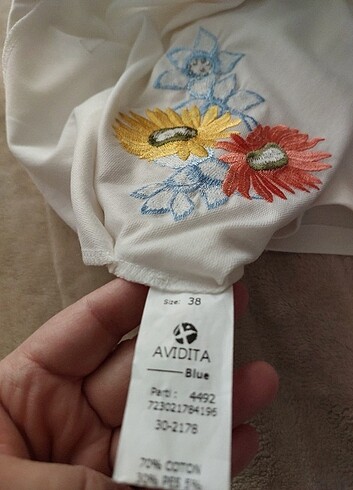 Size: 38
AVIDITA
Blue
Parti : 4492
723021784196
30-2178
70% COTON